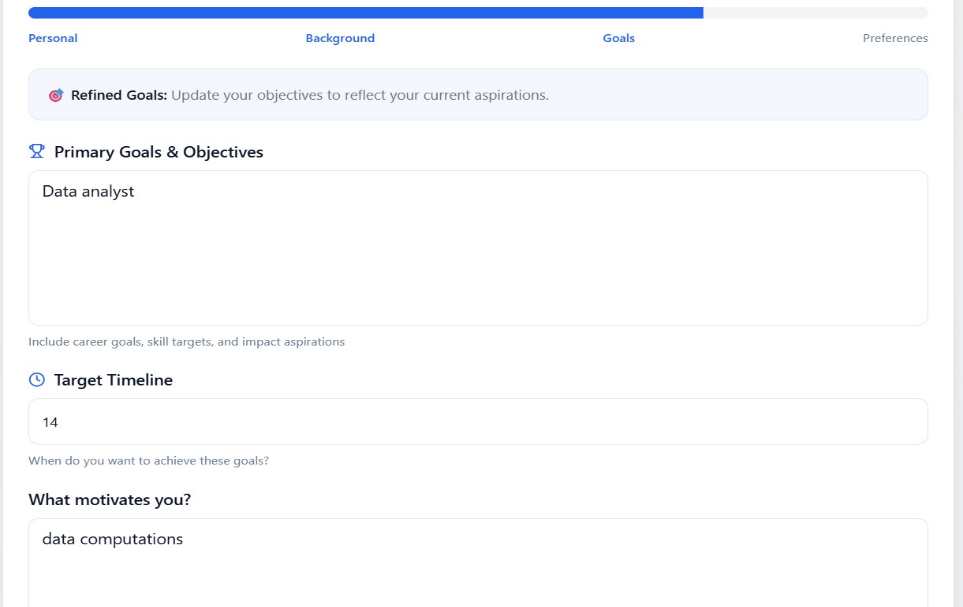 Personal
Background
Goals
Preferences
Refined Goals: Update your objectives to reflect your current aspirations.
Primary Goals & Objectives
Data analyst
Include career goals, skill targets, and impact aspirations
Target Timeline
14
When do you want to achieve these goals?
What motivates you?
data computations